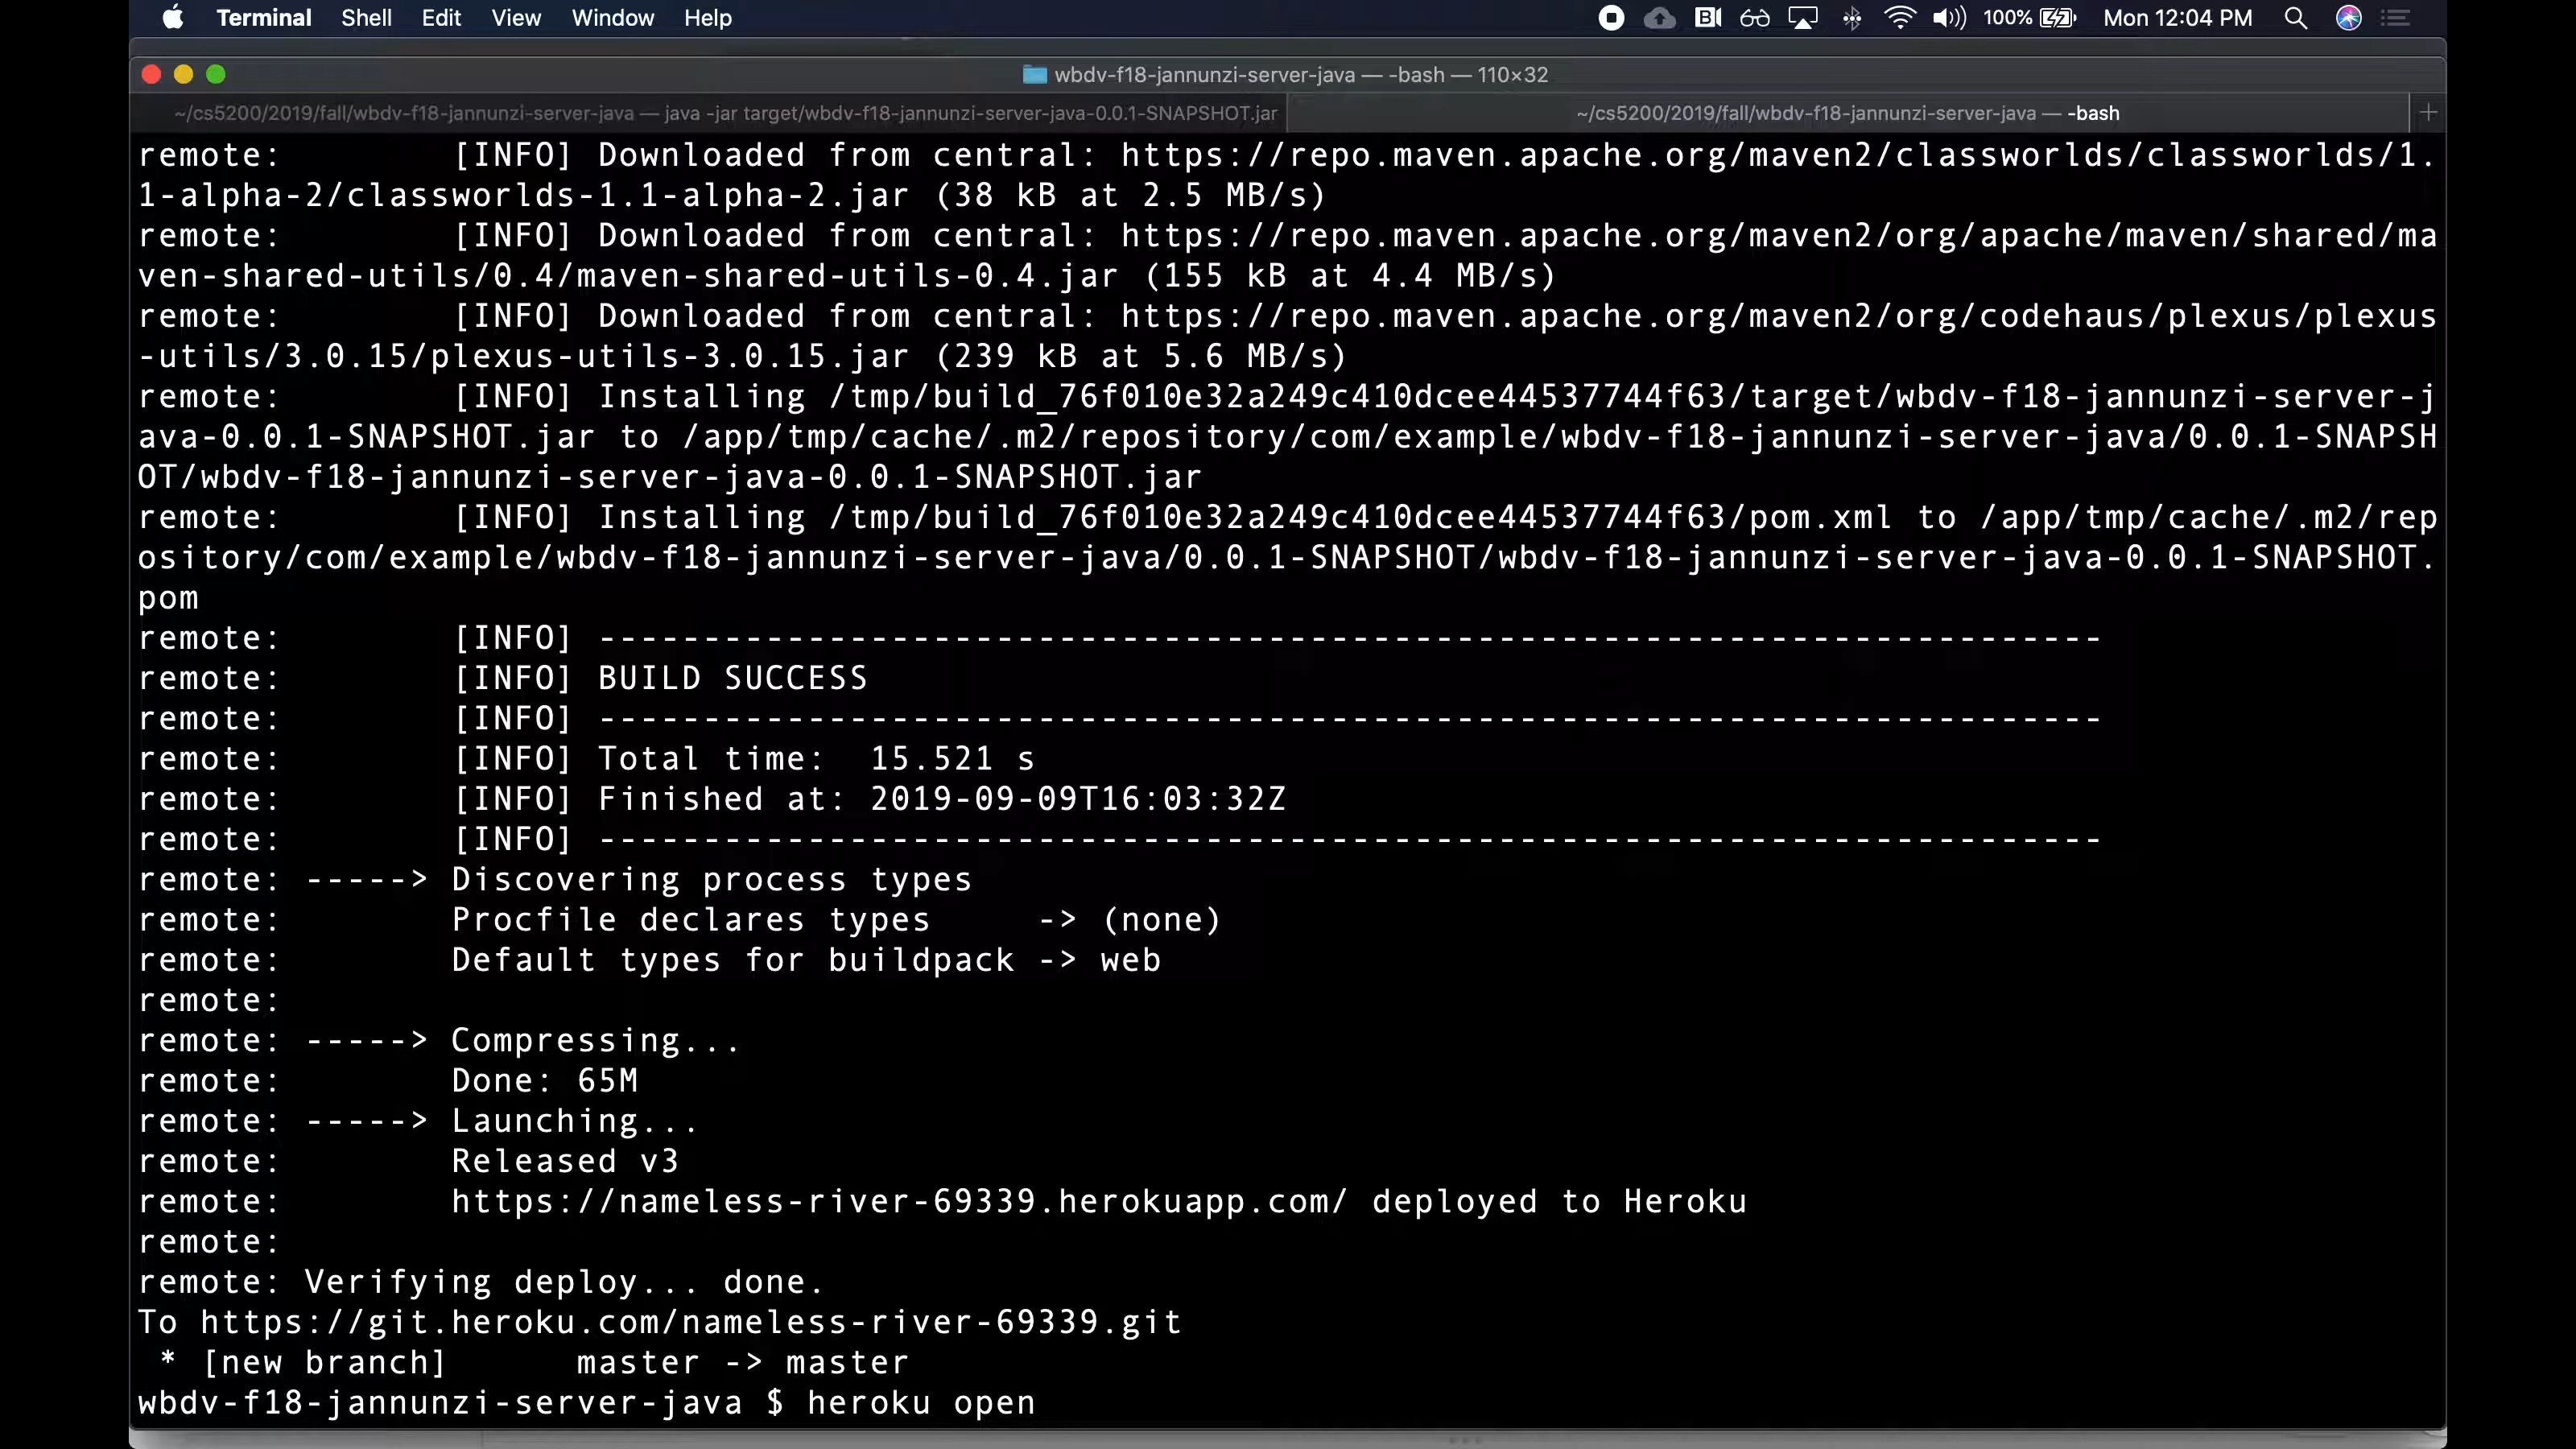 Terminal Shell Edit View Window Help 100% Mon 12:04 PM
wbdv-f18-jannunzi-server-java — -bash — 110×32
~/cs5200/2019/fall/wbdv-f18-jannunzi-server-java — java -jar target/wbdv-f18-jannunzi-server-java-0.0.1-SNAPSHOT.jar ~/cs5200/2019/fall/wbdv-f18-jannunzi-server-java — -bash +
remote:        [INFO] Downloaded from central: https://repo.maven.apache.org/maven2/classworlds/classworlds/1.
1-alpha-2/classworlds-1.1-alpha-2.jar (38 kB at 2.5 MB/s)
remote:        [INFO] Downloaded from central: https://repo.maven.apache.org/maven2/org/apache/maven/shared/ma
ven-shared-utils/0.4/maven-shared-utils-0.4.jar (155 kB at 4.4 MB/s)
remote:        [INFO] Downloaded from central: https://repo.maven.apache.org/maven2/org/codehaus/plexus/plexus
-utils/3.0.15/plexus-utils-3.0.15.jar (239 kB at 5.6 MB/s)
remote:        [INFO] Installing /tmp/build_76f010e32a249c410dcee44537744f63/target/wbdv-f18-jannunzi-server-j
ava-0.0.1-SNAPSHOT.jar to /app/tmp/cache/.m2/repository/com/example/wbdv-f18-jannunzi-server-java/0.0.1-SNAPSH
OT/wbdv-f18-jannunzi-server-java-0.0.1-SNAPSHOT.jar
remote:        [INFO] Installing /tmp/build_76f010e32a249c410dcee44537744f63/pom.xml to /app/tmp/cache/.m2/rep
ository/com/example/wbdv-f18-jannunzi-server-java/0.0.1-SNAPSHOT/wbdv-f18-jannunzi-server-java-0.0.1-SNAPSHOT.
pom
remote:        [INFO] ------------------------------------------------------------------------
remote:        [INFO] BUILD SUCCESS
remote:        [INFO] ------------------------------------------------------------------------
remote:        [INFO] Total time:  15.521 s
remote:        [INFO] Finished at: 2019-09-09T16:03:32Z
remote:        [INFO] ------------------------------------------------------------------------
remote: -----> Discovering process types
remote:        Procfile declares types     -> (none)
remote:        Default types for buildpack -> web
remote:
remote: -----> Compressing...
remote:        Done: 65M
remote: -----> Launching...
remote:        Released v3
remote:        https://nameless-river-69339.herokuapp.com/ deployed to Heroku
remote:
remote: Verifying deploy... done.
To https://git.heroku.com/nameless-river-69339.git
 * [new branch]      master -> master
wbdv-f18-jannunzi-server-java $ heroku open